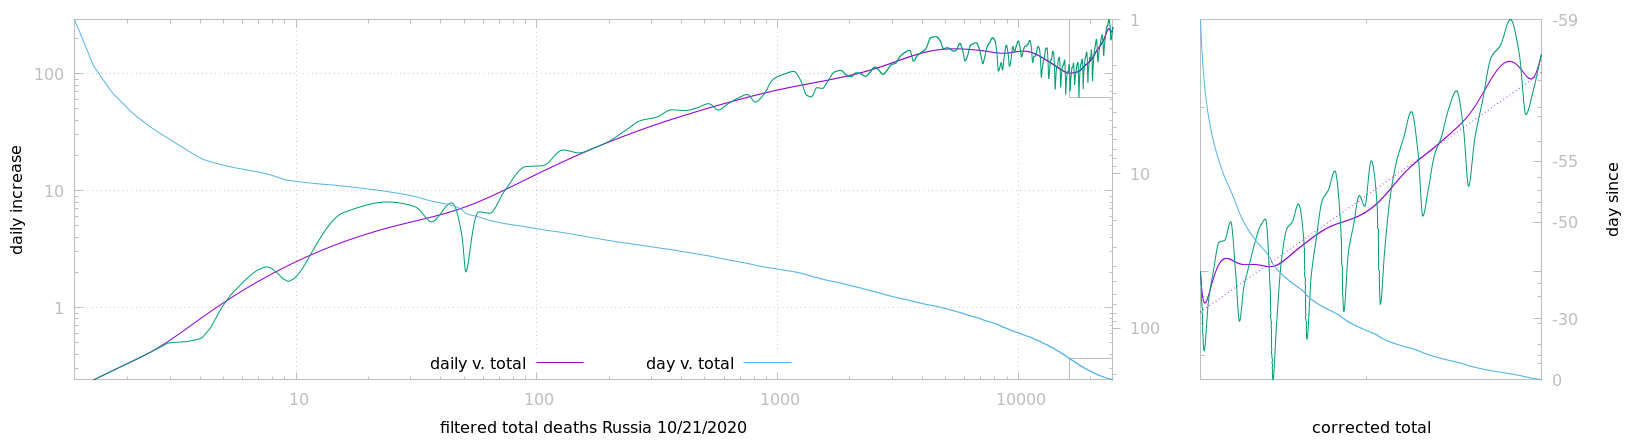 daily increase
100
10
1
daily v. total
day v. total
10
100
1000
10000
filtered total deaths Russia 10/21/2020
1
10
100
-59
-55
-50
-30
0
day since
corrected total